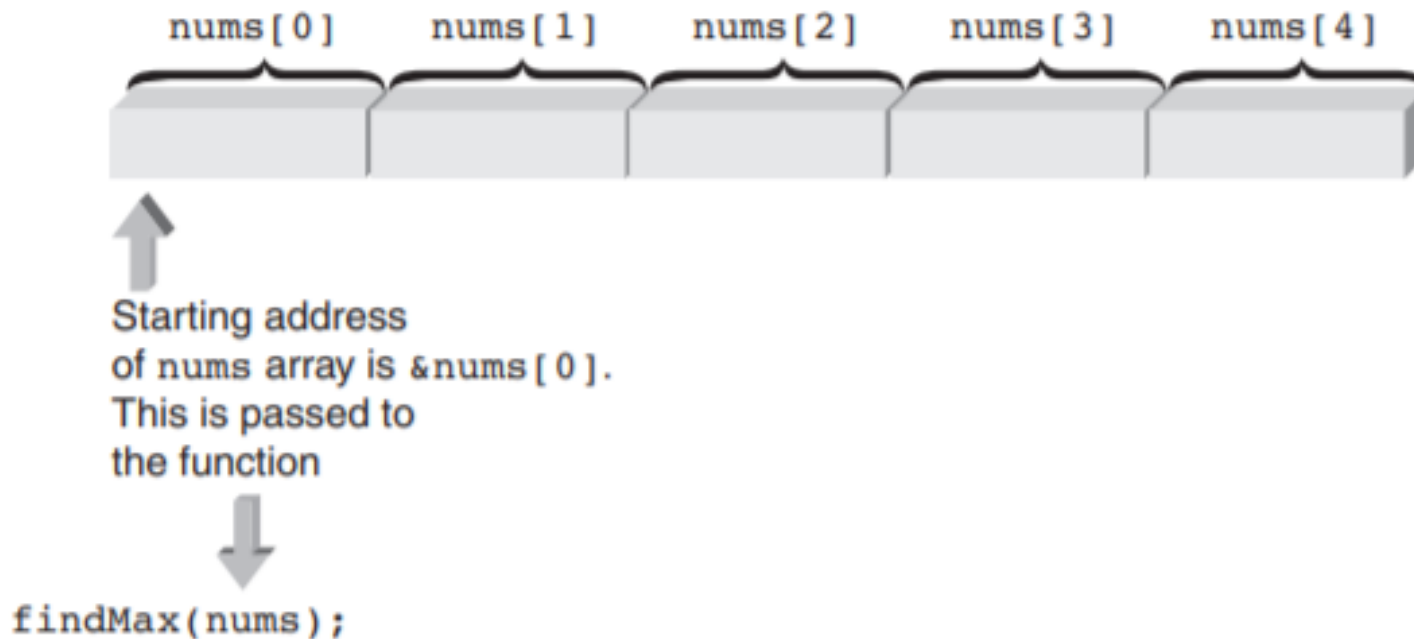 nums[0] nums[1] nums[2] nums[3] nums[4]
Starting address
of nums array is &nums[0].
This is passed to
the function
findMax(nums);